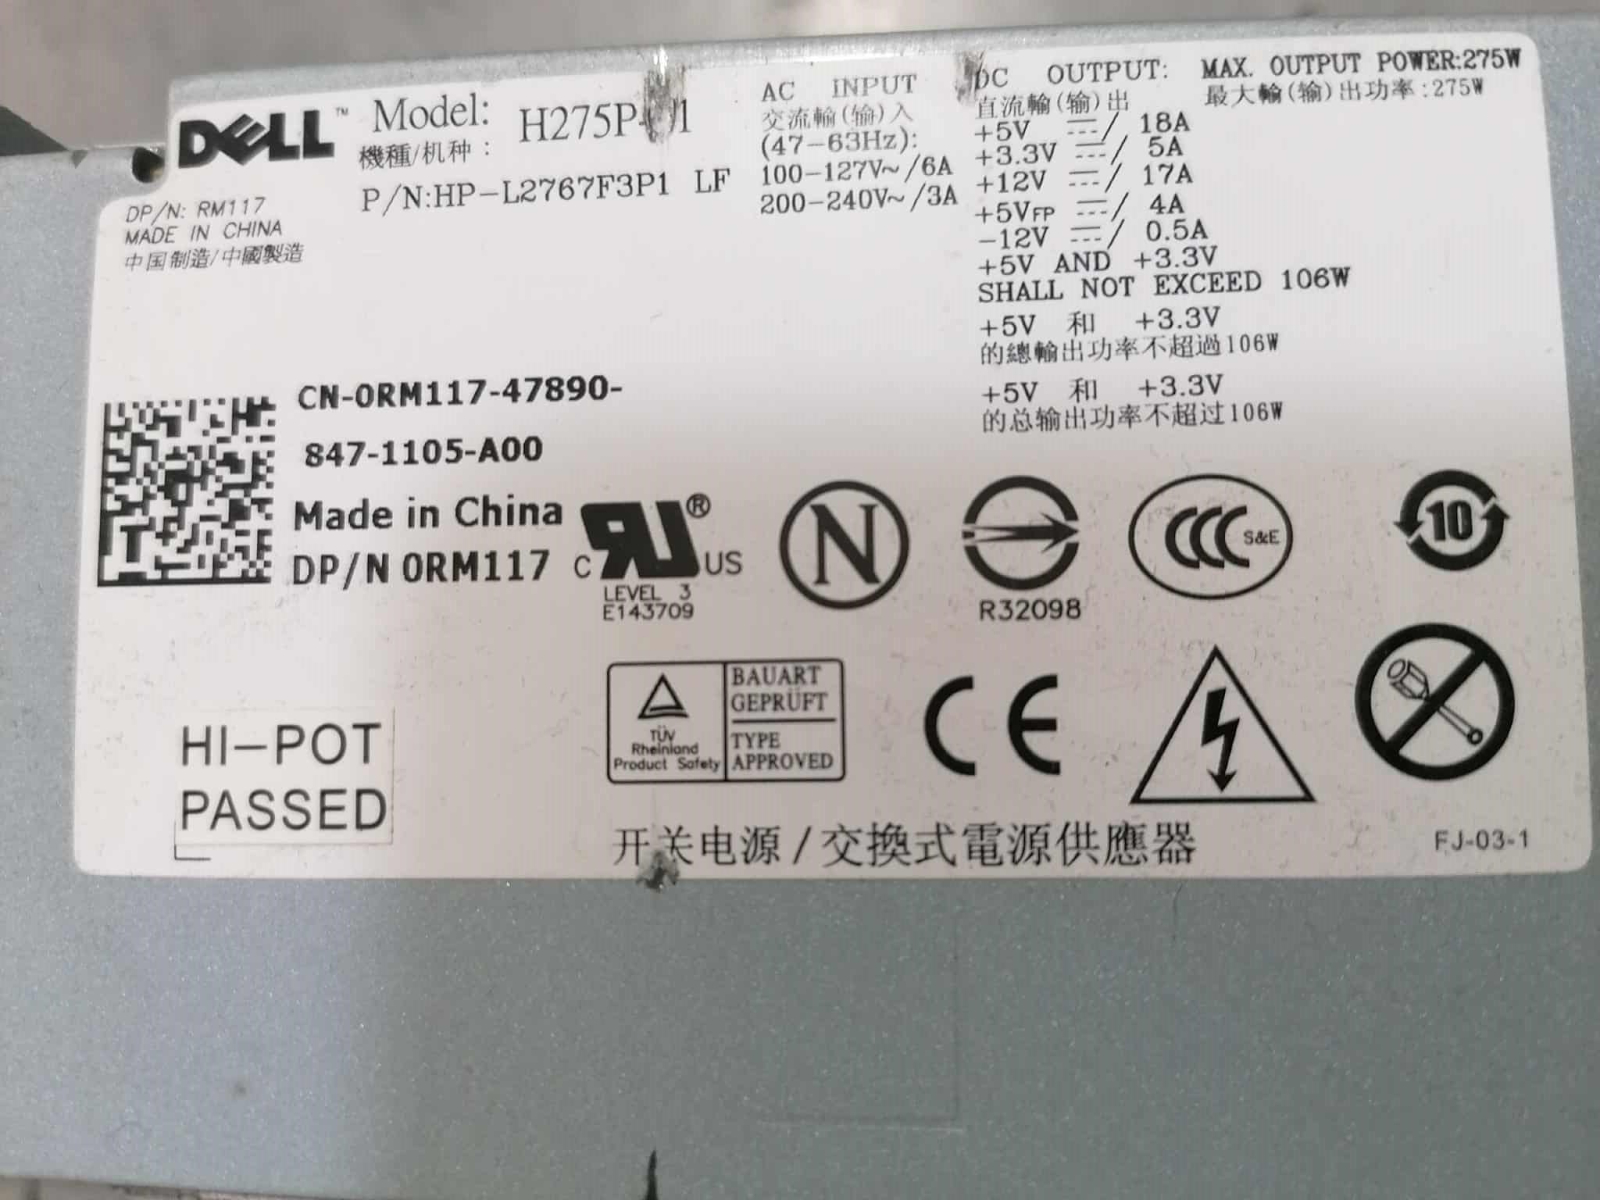 DELL™
Model: H275P-01
機種/机种 :
P/N:HP-L2767F3P1 LF
DP/N: RM117
MADE IN CHINA
中国制造/中國製造
AC INPUT
交流輸(输)入
(47-63Hz):
100-127V~/6A
200-240V~/3A
DC OUTPUT:
直流輸(输)出
+5V ⎓/ 18A
+3.3V ⎓/ 5A
+12V ⎓/ 17A
+5VFP ⎓/ 4A
-12V ⎓/ 0.5A
+5V AND +3.3V
SHALL NOT EXCEED 106W
+5V 和 +3.3V
的總輸出功率不超過106W
+5V 和 +3.3V
的总输出功率不超过106W
MAX. OUTPUT POWER:275W
最大輸(输)出功率:275W
CN-0RM117-47890-
847-1105-A00
Made in China
DP/N 0RM117
c RU® US
LEVEL 3
E143709
N
R32098
CCC S&E
10
HI-POT
PASSED
TÜV
Rheinland
Product Safety
BAUART
GEPRÜFT
TYPE
APPROVED
CE
开关电源/交換式電源供應器
FJ-03-1